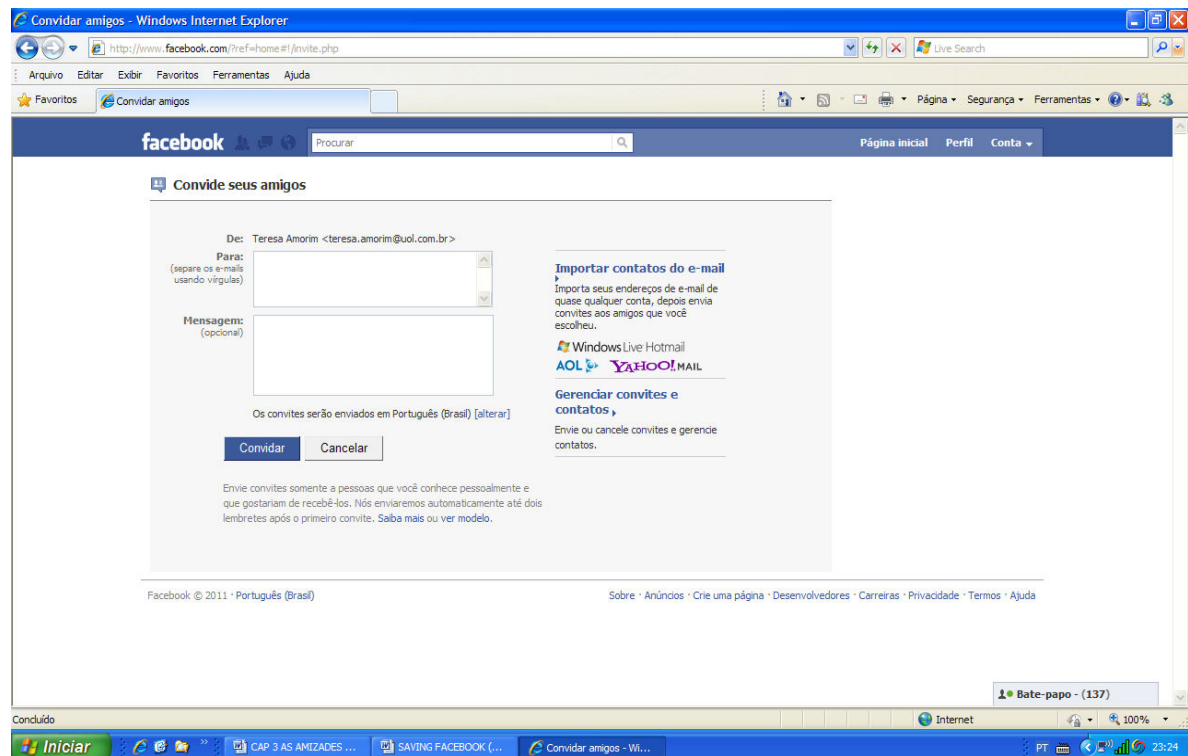 Convidar amigos - Windows Internet Explorer
http://www.facebook.com/?ref=home#!/invite.php
Live Search
Arquivo Editar Exibir Favoritos Ferramentas Ajuda
Favoritos
Convidar amigos
Página Segurança Ferramentas
facebook
Procurar
Página inicial Perfil Conta
Convide seus amigos
De: Teresa Amorim <teresa.amorim@uol.com.br>
Para:
(separe os e-mails
usando vírgulas)
Mensagem:
(opcional)
Os convites serão enviados em Português (Brasil) [alterar]
Convidar Cancelar
Envie convites somente a pessoas que você conhece pessoalmente e
que gostariam de recebê-los. Nós enviaremos automaticamente até dois
lembretes após o primeiro convite. Saiba mais ou ver modelo.
Importar contatos do e-mail
Importa seus endereços de e-mail de
quase qualquer conta, depois envia
convites aos amigos que você
escolheu.
Windows Live Hotmail
AOL YAHOO! MAIL
Gerenciar convites e
contatos
Envie ou cancele convites e gerencie
contatos.
Facebook © 2011 · Português (Brasil)
Sobre · Anúncios · Crie uma página · Desenvolvedores · Carreiras · Privacidade · Termos · Ajuda
Bate-papo - (137)
Concluído
Internet
100%
Iniciar
CAP 3 AS AMIZADES ...
SAVING FACEBOOK (...
Convidar amigos - Wi...
PT
23:24